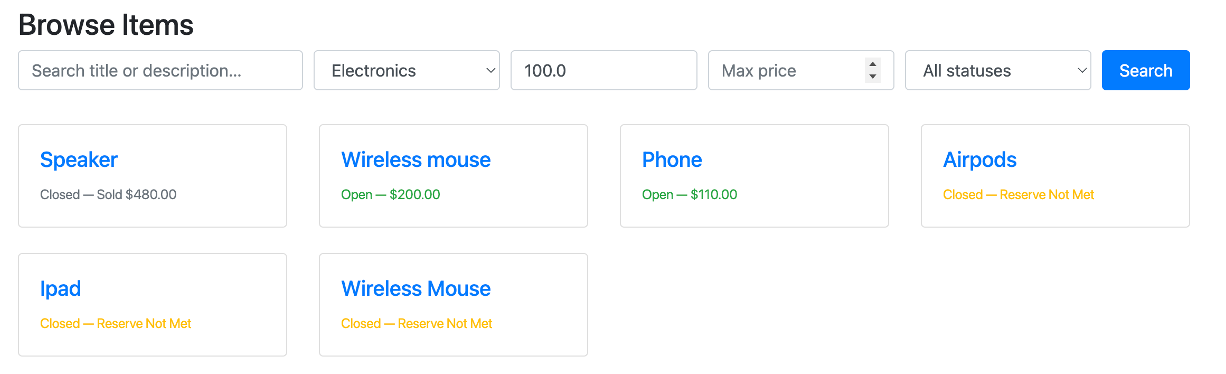 Browse Items
Search title or description... Electronics 100.0 Max price All statuses Search
Speaker Wireless mouse Phone Airpods
Closed — Sold $480.00 Open — $200.00 Open — $110.00 Closed — Reserve Not Met
Ipad Wireless Mouse
Closed — Reserve Not Met Closed — Reserve Not Met